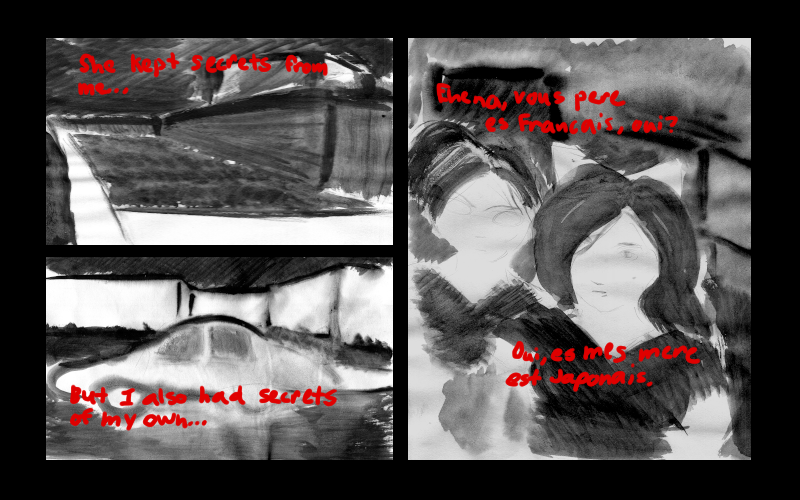 She kept secrets from
me...
But I also had secrets
of my own...
Ehena, vous pere
es Francais, oui?
Oui, es mes mere
est Japonais.